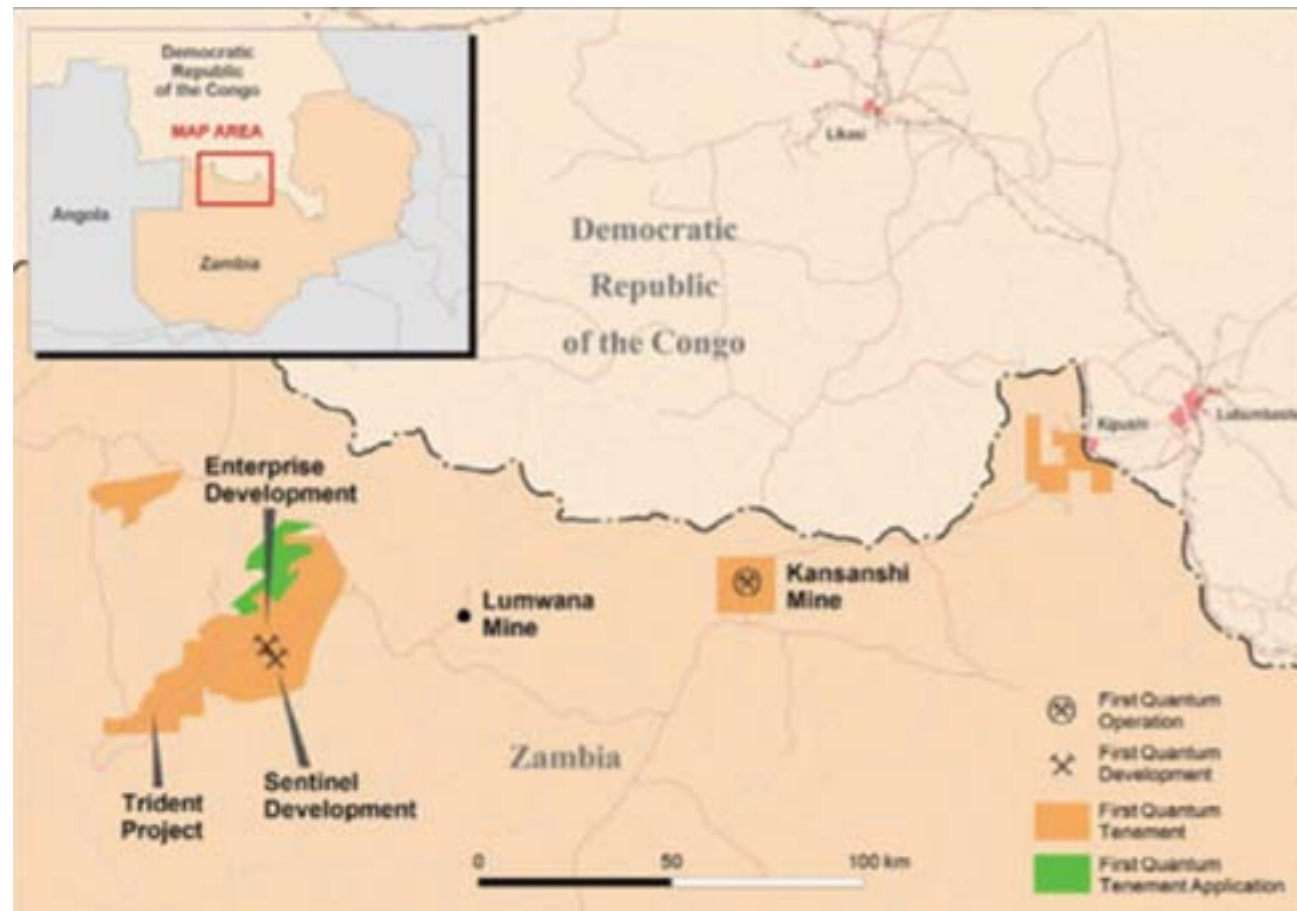 Democratic
Republic
of the Congo
MAP AREA
Angola
Zambia
Likasi
Democratic
Republic
of the Congo
Kipushi
Lubumbashi
Enterprise
Development
Lumwana
Mine
Kansanshi
Mine
Zambia
Sentinel
Development
Trident
Project
0 50 100 km
First Quantum
Operation
First Quantum
Development
First Quantum
Tenement
First Quantum
Tenement Application